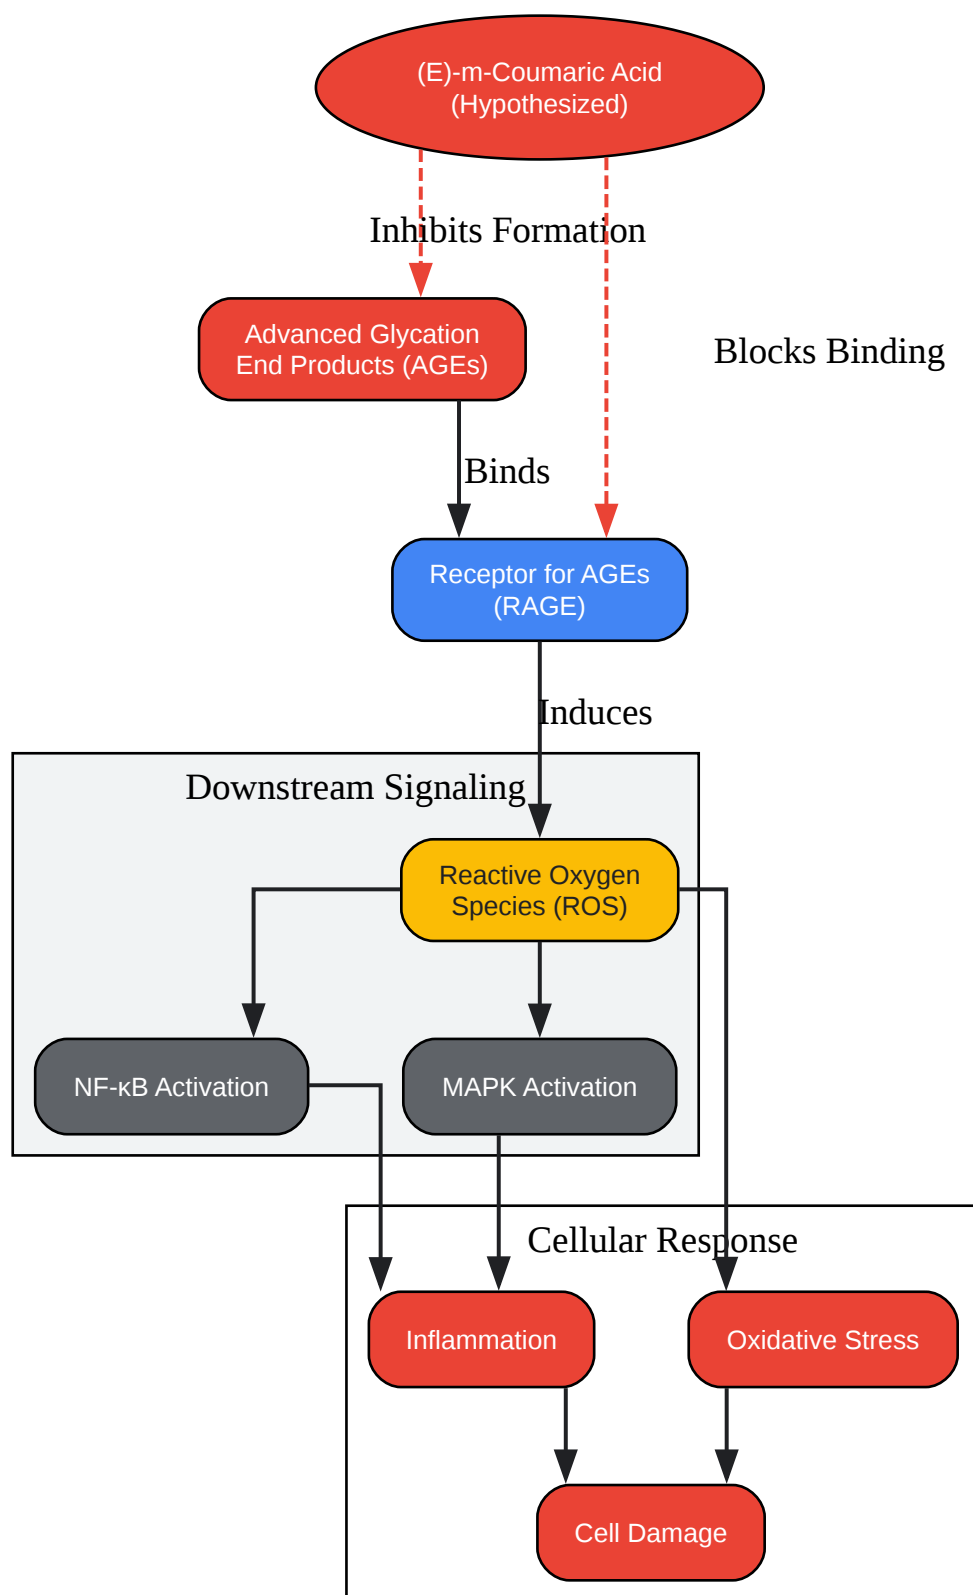 (E)-m-Coumaric Acid
(Hypothesized)
Inhibits Formation
Advanced Glycation
End Products (AGEs)
Blocks Binding
Binds
Receptor for AGEs
(RAGE)
Induces
Downstream Signaling
Reactive Oxygen
Species (ROS)
NF-κB Activation
MAPK Activation
Cellular Response
Inflammation
Oxidative Stress
Cell Damage